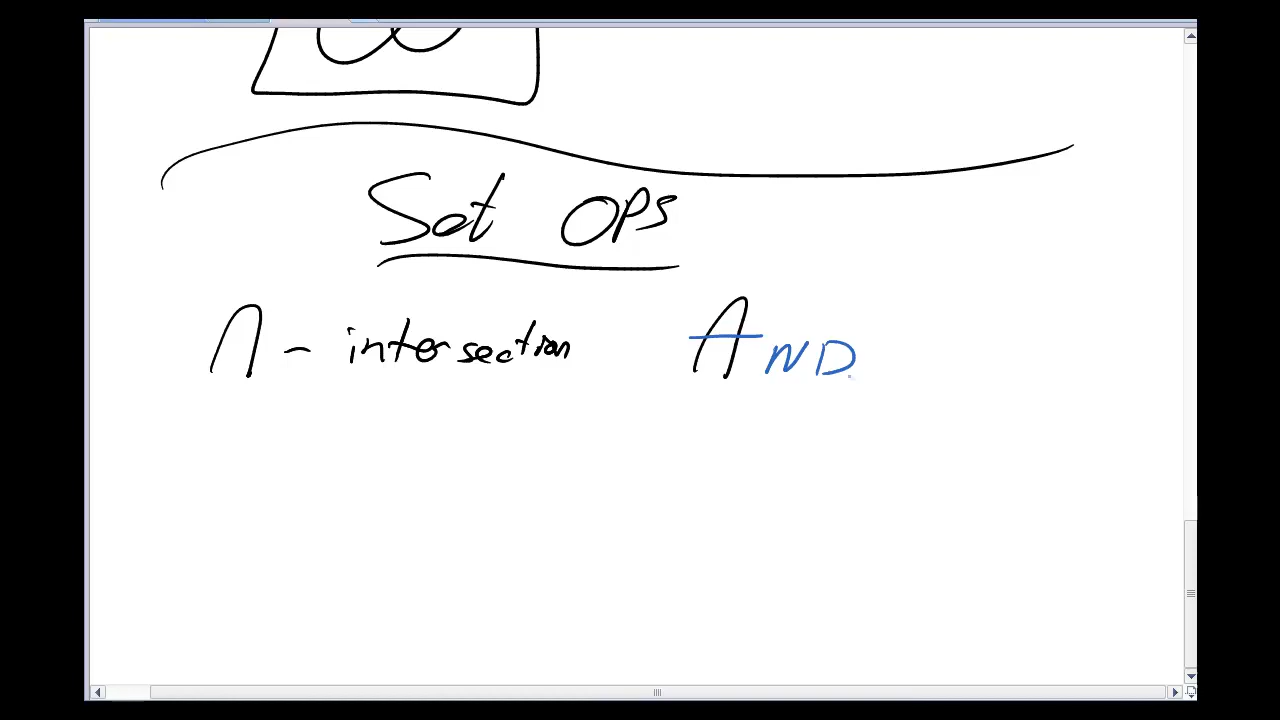 Set OPS
∩ - intersection AND